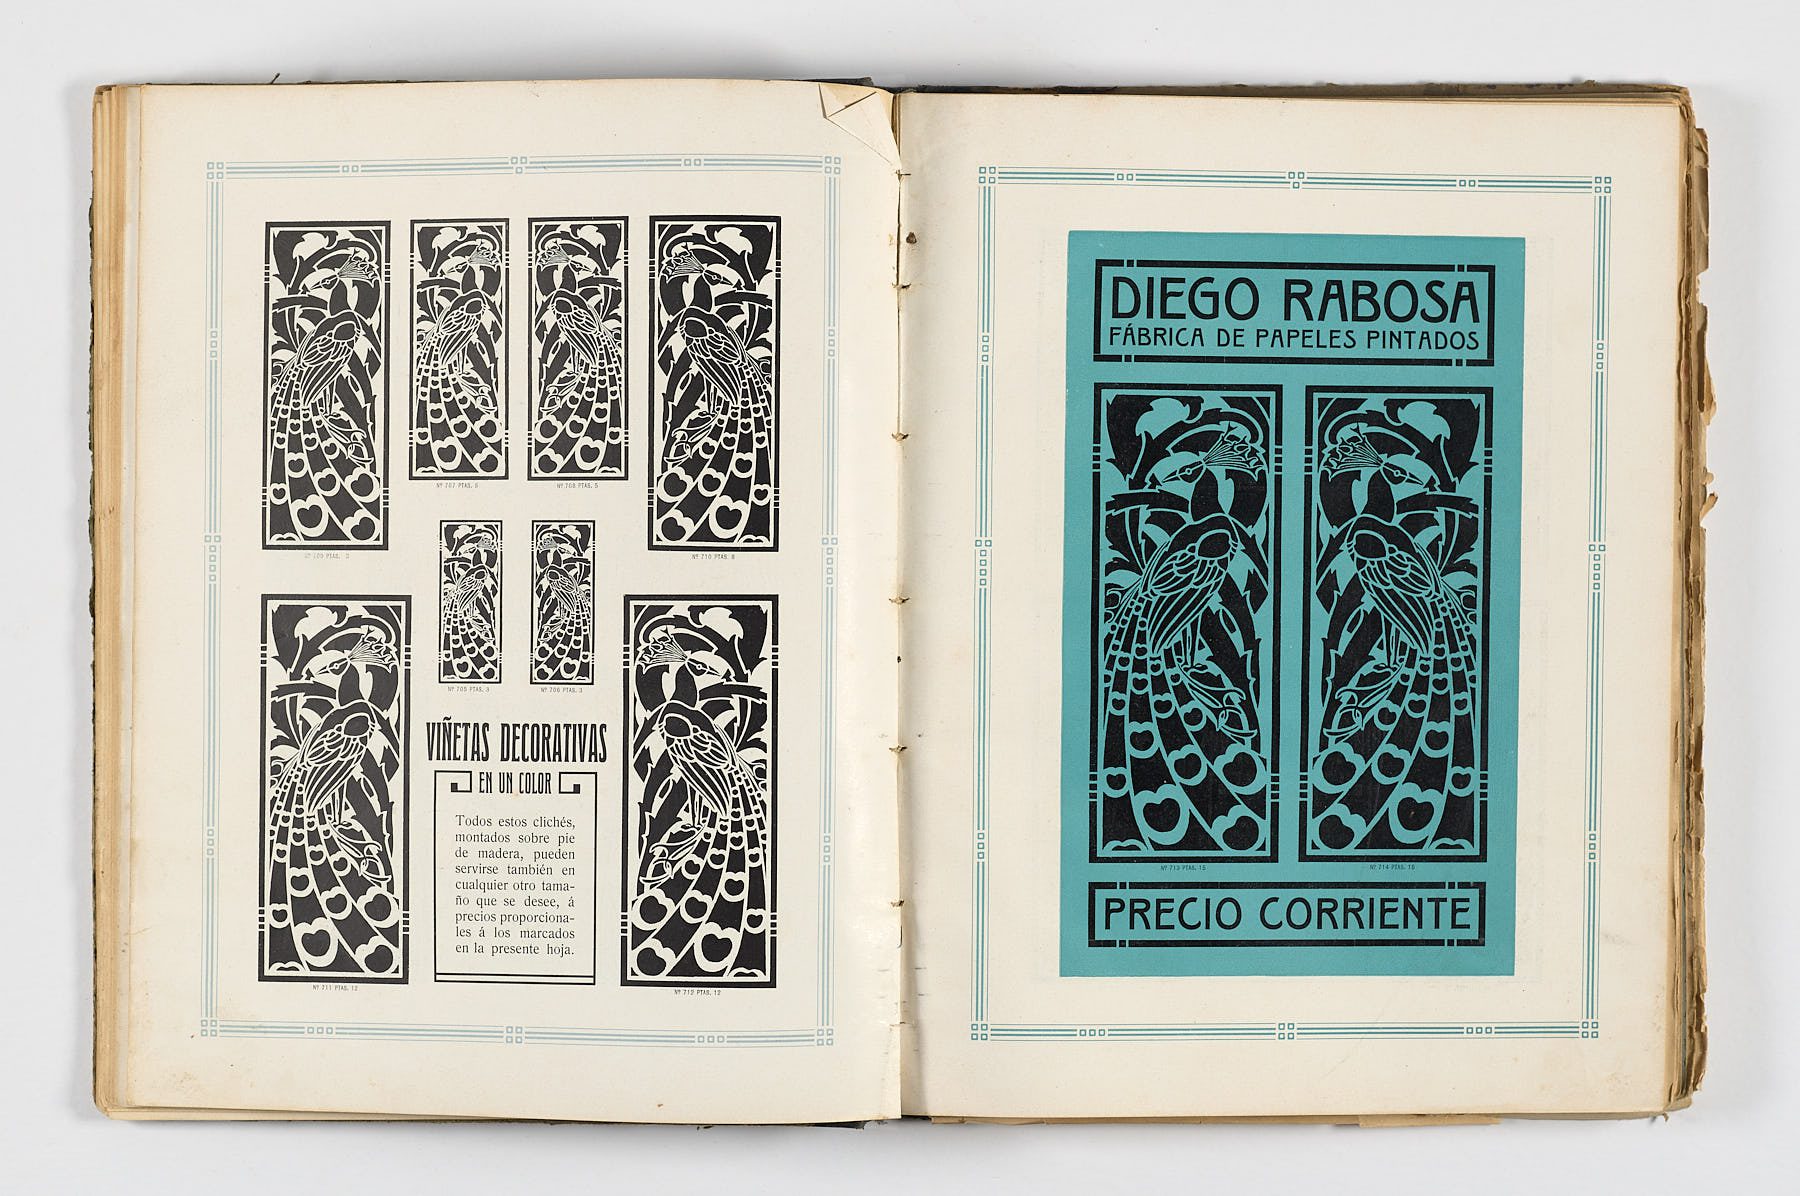 Nº 707 PTAS. 5
Nº 708 PTAS. 5
Nº 709 PTAS.
Nº 710 PTAS. 8
Nº 705 PTAS. 3
Nº 706 PTAS. 3
VIÑETAS DECORATIVAS
EN UN COLOR
Todos estos clichés,
montados sobre pie
de madera, pueden
servirse también en
cualquier otro tama-
ño que se desee, á
precios proporciona-
les á los marcados
en la presente hoja.
Nº 711 PTAS. 12
Nº 712 PTAS. 12
DIEGO RABOSA
FÁBRICA DE PAPELES PINTADOS
Nº 713 PTAS. 15
Nº 714 PTAS. 15
PRECIO CORRIENTE